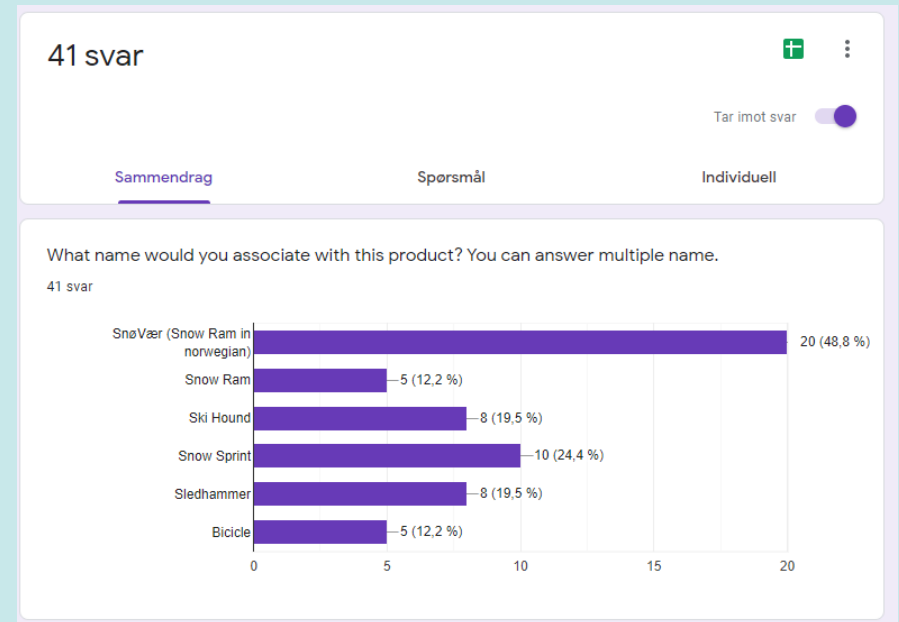 41 svar
Tar imot svar
Sammendrag
Spørsmål
Individuell
What name would you associate with this product? You can answer multiple name.
41 svar
SnøVær (Snow Ram in
norwegian)
20 (48,8 %)
Snow Ram
5 (12,2 %)
Ski Hound
8 (19,5 %)
Snow Sprint
10 (24,4 %)
Sledhammer
8 (19,5 %)
Bicicle
5 (12,2 %)
0
5
10
15
20